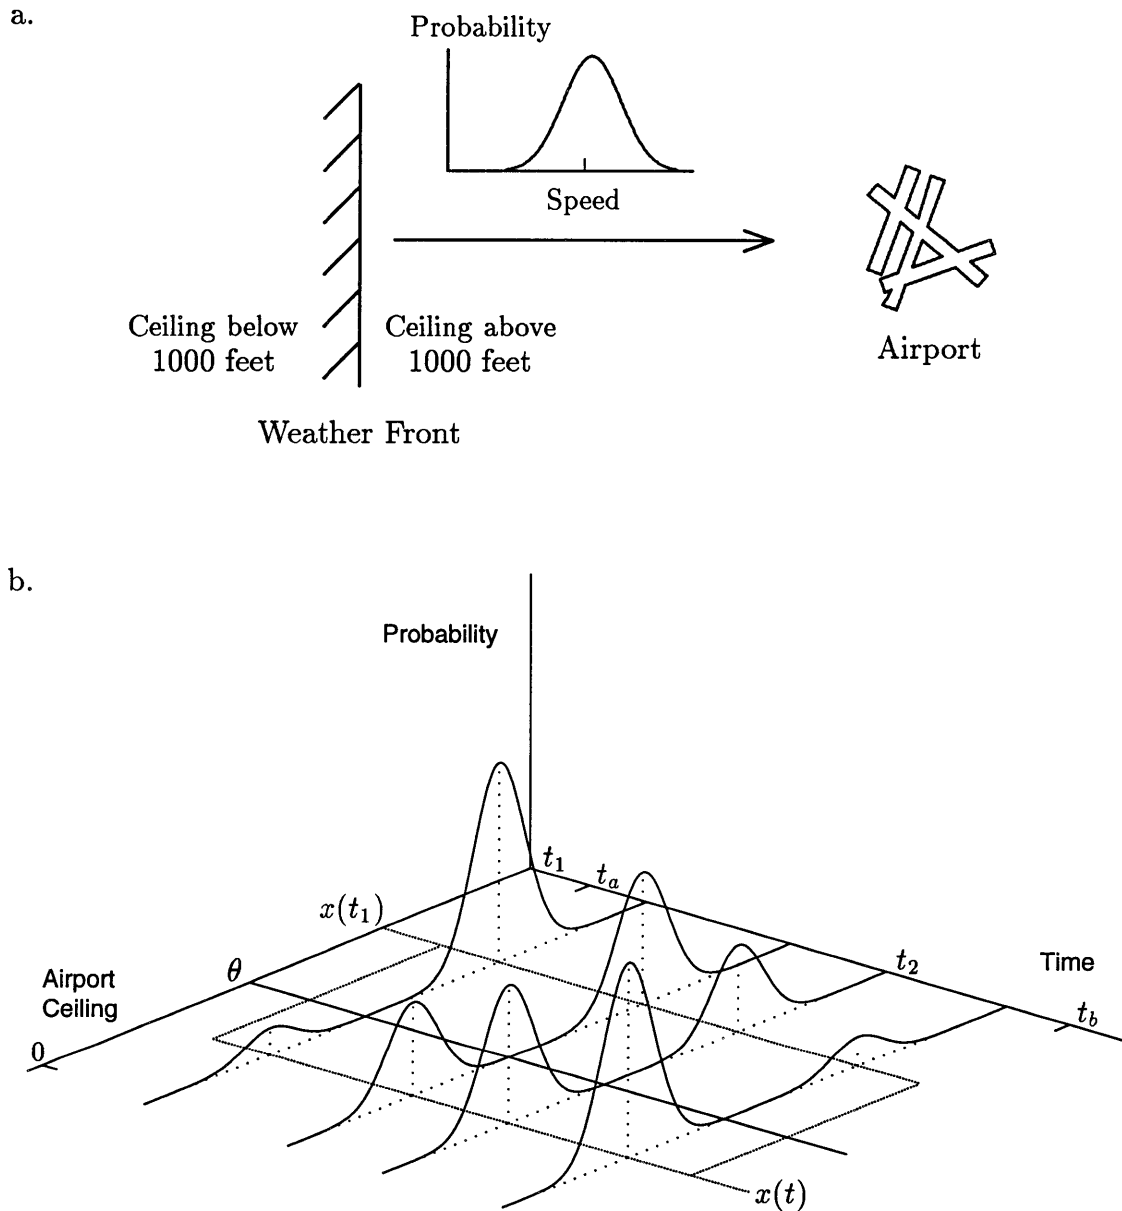 a.
Probability
Speed
Ceiling below
1000 feet
Ceiling above
1000 feet
Airport
Weather Front
b.
Probability
t₁
tₐ
x(t₁)
θ
t₂
Time
Airport
Ceiling
t_b
0
x(t)